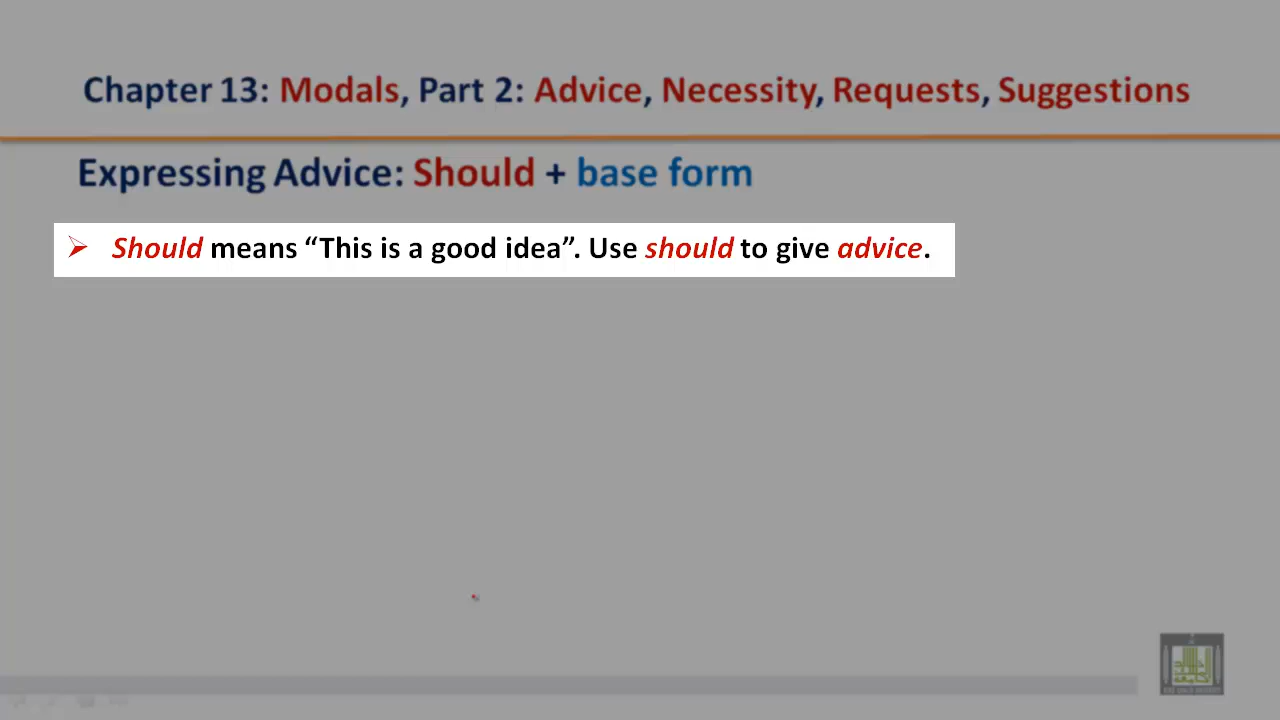 Chapter 13: Modals, Part 2: Advice, Necessity, Requests, Suggestions
Expressing Advice: Should + base form
➢ Should means “This is a good idea”. Use should to give advice.